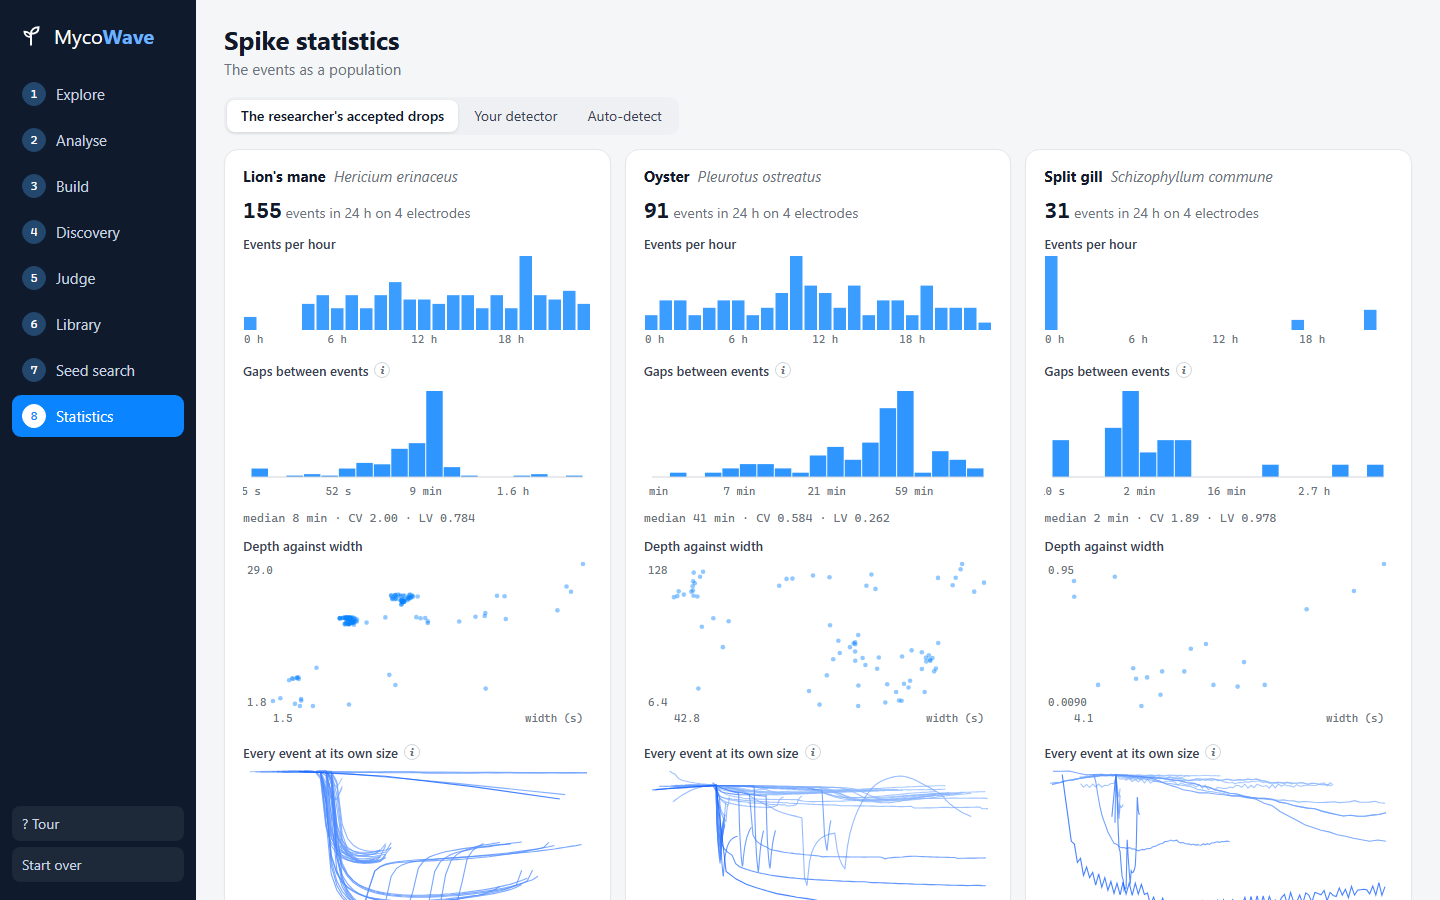 MycoWave
1 Explore
2 Analyse
3 Build
4 Discovery
5 Judge
6 Library
7 Seed search
8 Statistics
? Tour
Start over
Spike statistics
The events as a population
The researcher's accepted drops Your detector Auto-detect
Lion's mane Hericium erinaceus
155 events in 24 h on 4 electrodes
Events per hour
0 h 6 h 12 h 18 h
Gaps between events i
5 s 52 s 9 min 1.6 h
median 8 min · CV 2.00 · LV 0.784
Depth against width
29.0
1.8
1.5 width (s)
Every event at its own size i
Oyster Pleurotus ostreatus
91 events in 24 h on 4 electrodes
Events per hour
0 h 6 h 12 h 18 h
Gaps between events i
min 7 min 21 min 59 min
median 41 min · CV 0.584 · LV 0.262
Depth against width
128
6.4
42.8 width (s)
Every event at its own size i
Split gill Schizophyllum commune
31 events in 24 h on 4 electrodes
Events per hour
0 h 6 h 12 h 18 h
Gaps between events i
.0 s 2 min 16 min 2.7 h
median 2 min · CV 1.89 · LV 0.978
Depth against width
0.95
0.0090
4.1 width (s)
Every event at its own size i